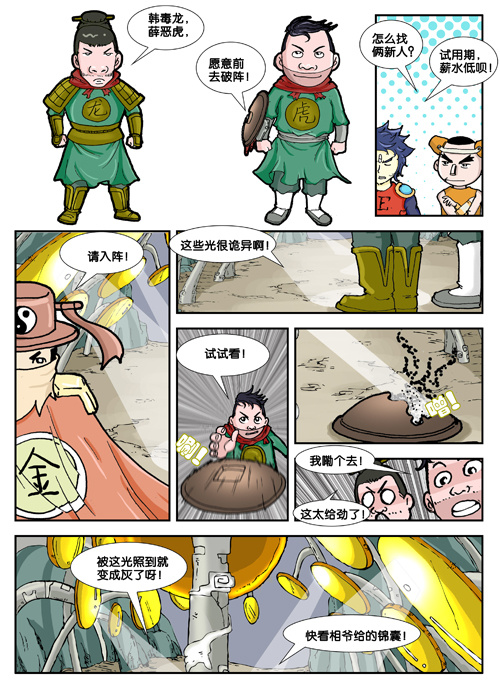 韩毒龙,
薛恶虎,
龙
愿意前
去破阵!
虎
怎么找
俩新人?
试用期,
薪水低呗!
E
请入阵!
金
这些光很诡异啊!
试试看!
噌!
我嘞个去!
这太给劲了!
被这光照到就
变成灰了呀!
快看相爷给的锦囊!